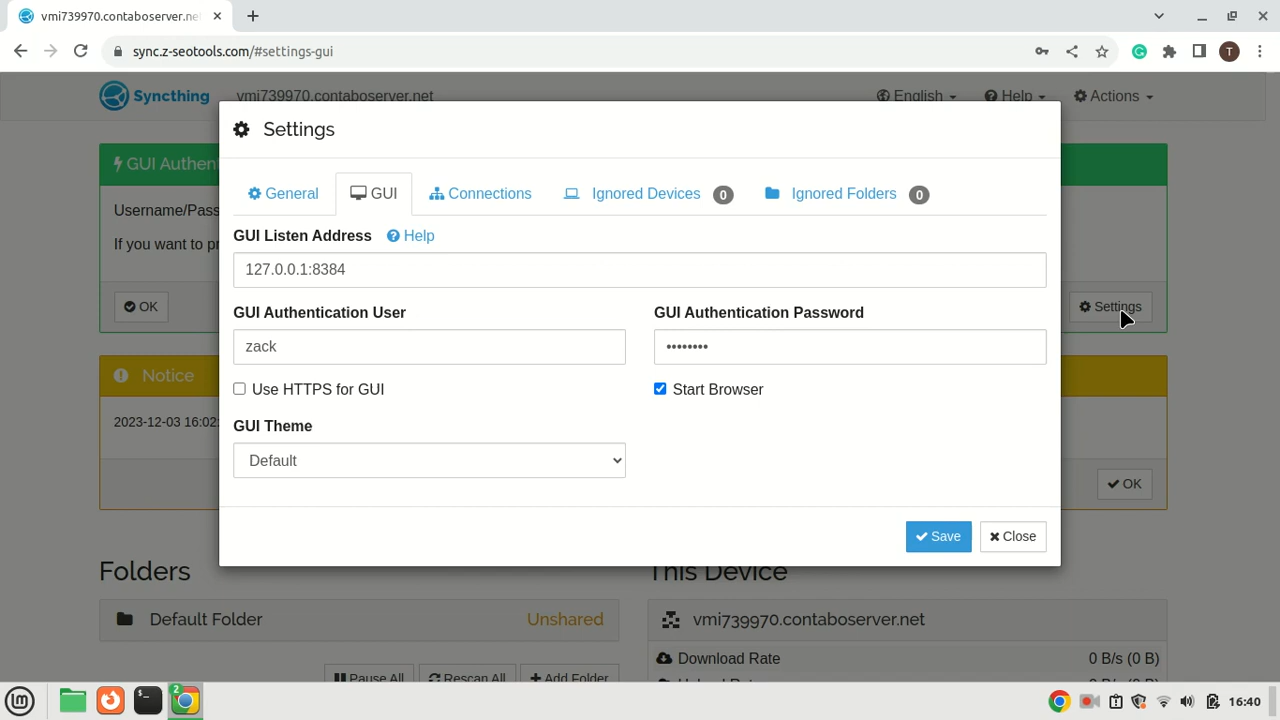 vmi739970.contaboserver.ne
sync.z-seotools.com/#settings-gui
T
Syncthing
vmi739970.contaboserver.net
English
Help
Actions
GUI Authen
Username/Pass
If you want to pr
OK
Settings
Notice
2023-12-03 16:02:
OK
Settings
General
GUI
Connections
Ignored Devices 0
Ignored Folders 0
GUI Listen Address
Help
127.0.0.1:8384
GUI Authentication User
GUI Authentication Password
zack
••••••••
Use HTTPS for GUI
Start Browser
GUI Theme
Default
Save
Close
Folders
This Device
Default Folder
Unshared
vmi739970.contaboserver.net
Download Rate
0 B/s (0 B)
Pause All
Rescan All
Add Folder
2
16:40